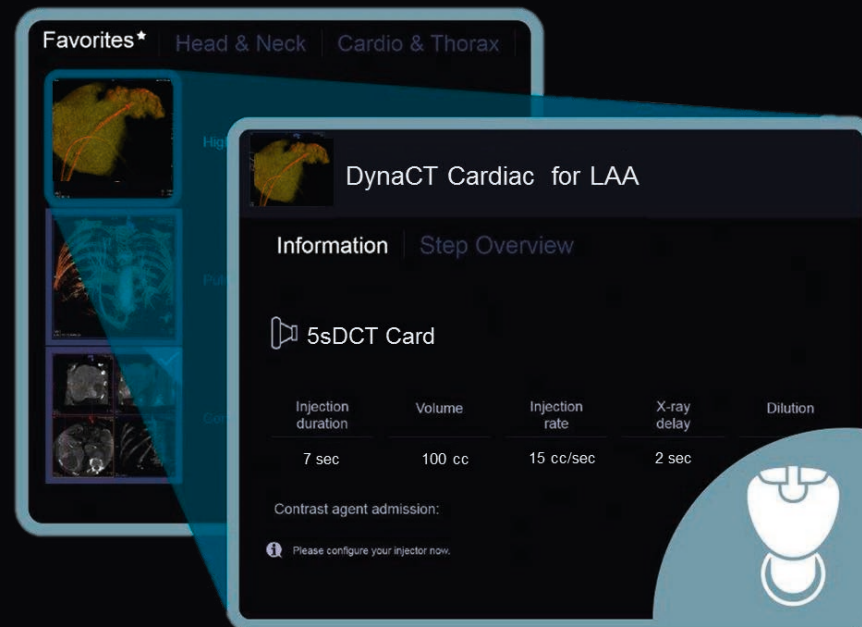 Favorites* Head & Neck Cardio & Thorax
DynaCT Cardiac for LAA
Information Step Overview
5sDCT Card
Injection duration Volume Injection rate X-ray delay Dilution
7 sec 100 cc 15 cc/sec 2 sec
Contrast agent admission:
Please configure your injector now.